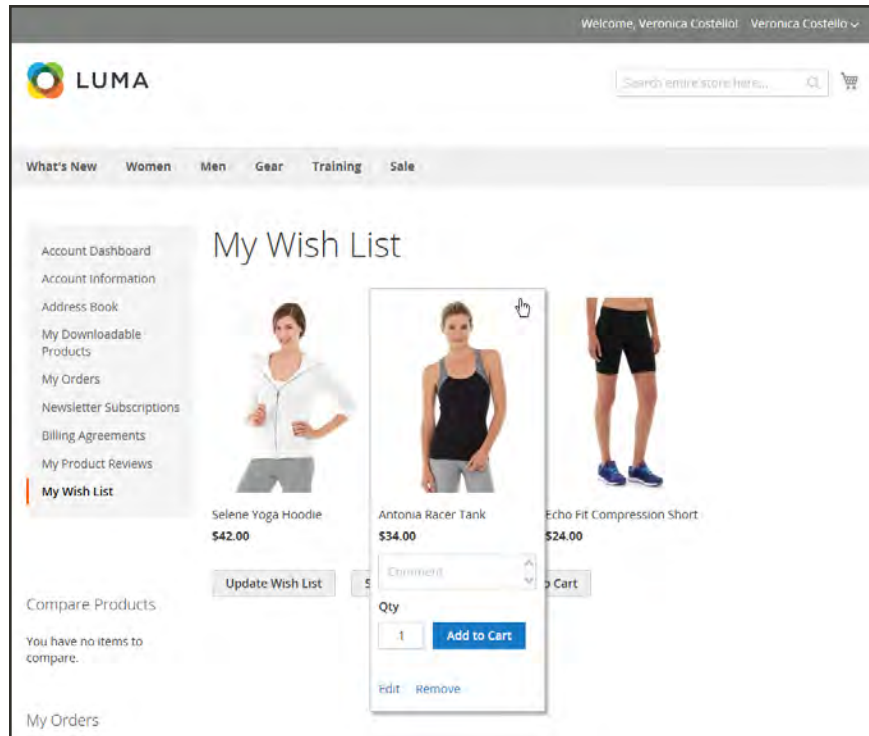 Welcome, Veronica Costello! Veronica Costello
LUMA
Search entire store here...
What's New Women Men Gear Training Sale
My Wish List
Account Dashboard
Account Information
Address Book
My Downloadable
Products
My Orders
Newsletter Subscriptions
Billing Agreements
My Product Reviews
My Wish List
Selene Yoga Hoodie
$42.00
Antonia Racer Tank
$34.00
Echo Fit Compression Short
$24.00
Comment
Update Wish List
S
o Cart
Qty
1 Add to Cart
Edit Remove
Compare Products
You have no items to
compare.
My Orders